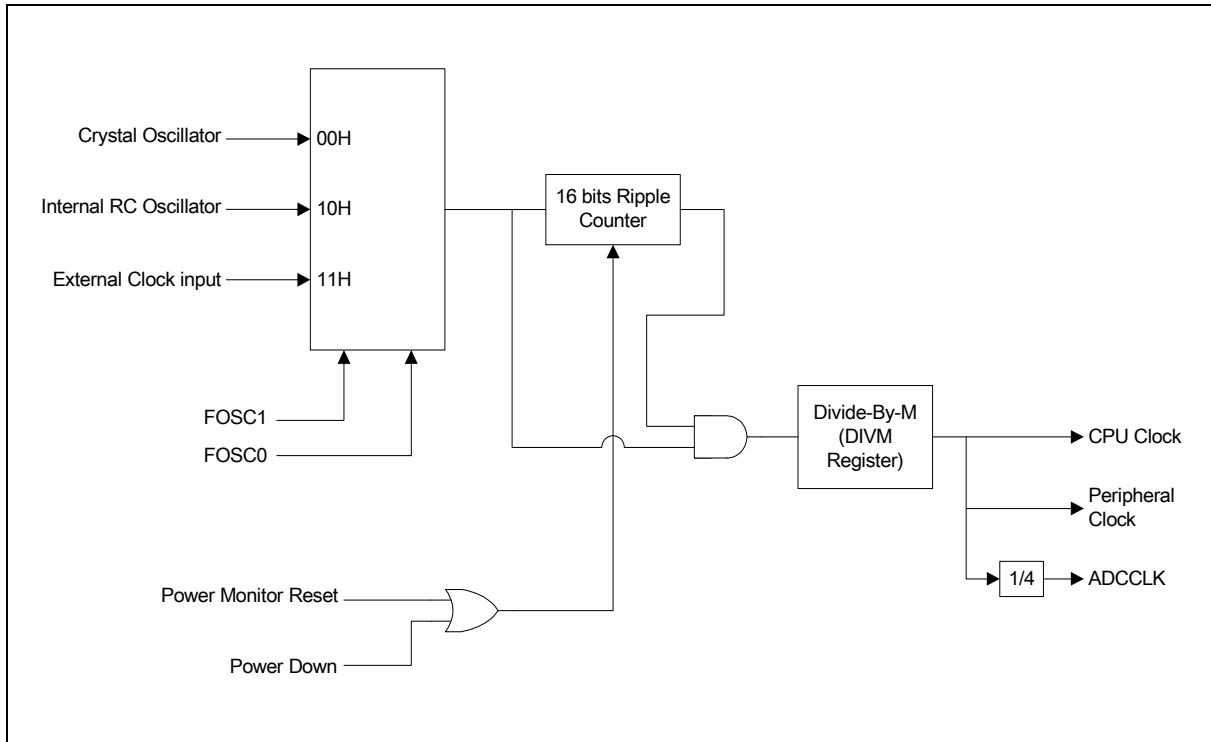 Crystal Oscillator
00H
Internal RC Oscillator
10H
External Clock input
11H
16 bits Ripple
Counter
FOSC1
FOSC0
Divide-By-M
(DIVM
Register)
CPU Clock
Peripheral
Clock
1/4
ADCCLK
Power Monitor Reset
Power Down